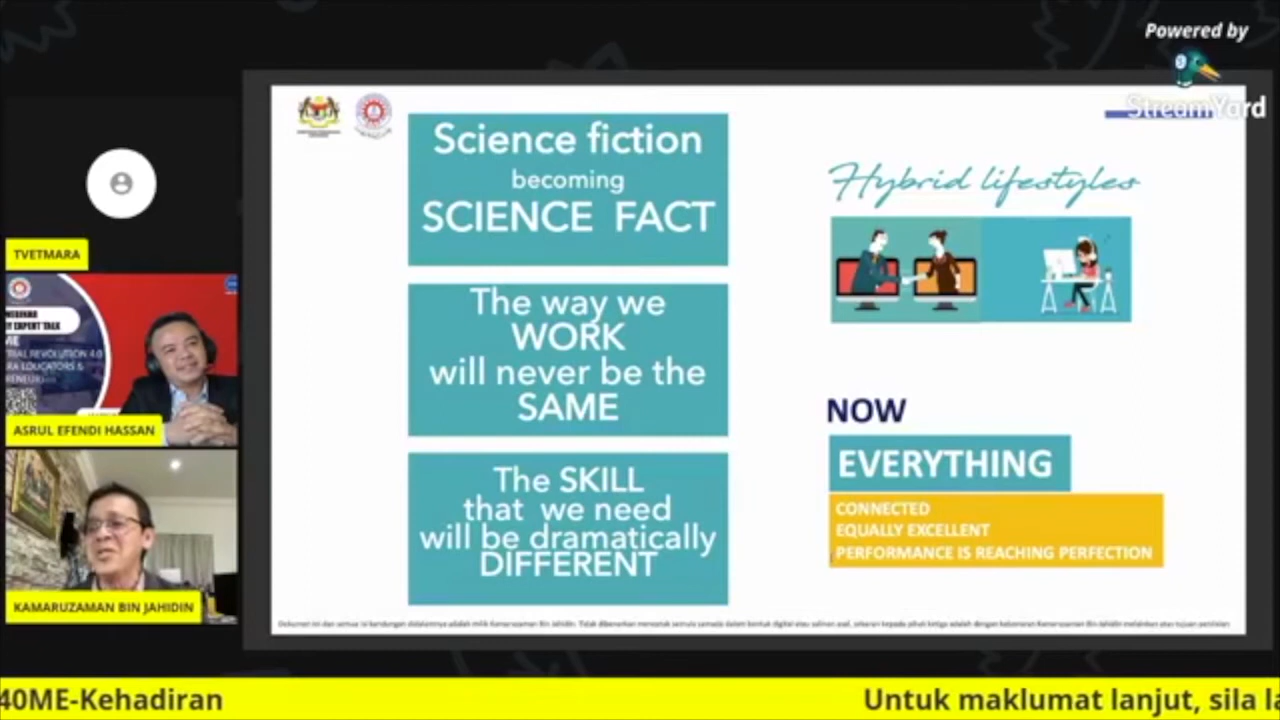 Powered by
StreamYard
TVETMARA
ASRUL EFENDI HASSAN
KAMARUZAMAN BIN JAHIDIN
Science fiction
becoming
SCIENCE FACT
The way we
WORK
will never be the
SAME
The SKILL
that we need
will be dramatically
DIFFERENT
Hybrid lifestyles
NOW
EVERYTHING
CONNECTED
EQUALLY EXCELLENT
PERFORMANCE IS REACHING PERFECTION
40ME-Kehadiran
Untuk maklumat lanjut, sila